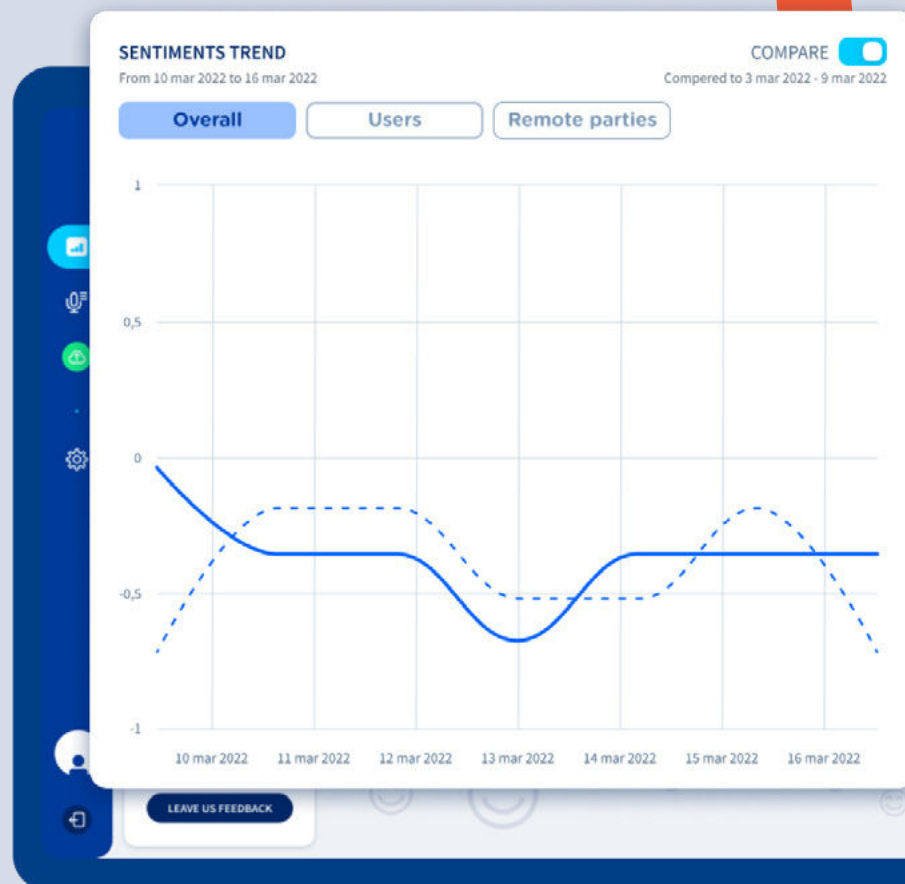 SENTIMENTS TREND
COMPARE
From 10 mar 2022 to 16 mar 2022
Compered to 3 mar 2022 - 9 mar 2022
Overall
Users
Remote parties
1
0,5
0
-0,5
-1
10 mar 2022
11 mar 2022
12 mar 2022
13 mar 2022
14 mar 2022
15 mar 2022
16 mar 2022
LEAVE US FEEDBACK